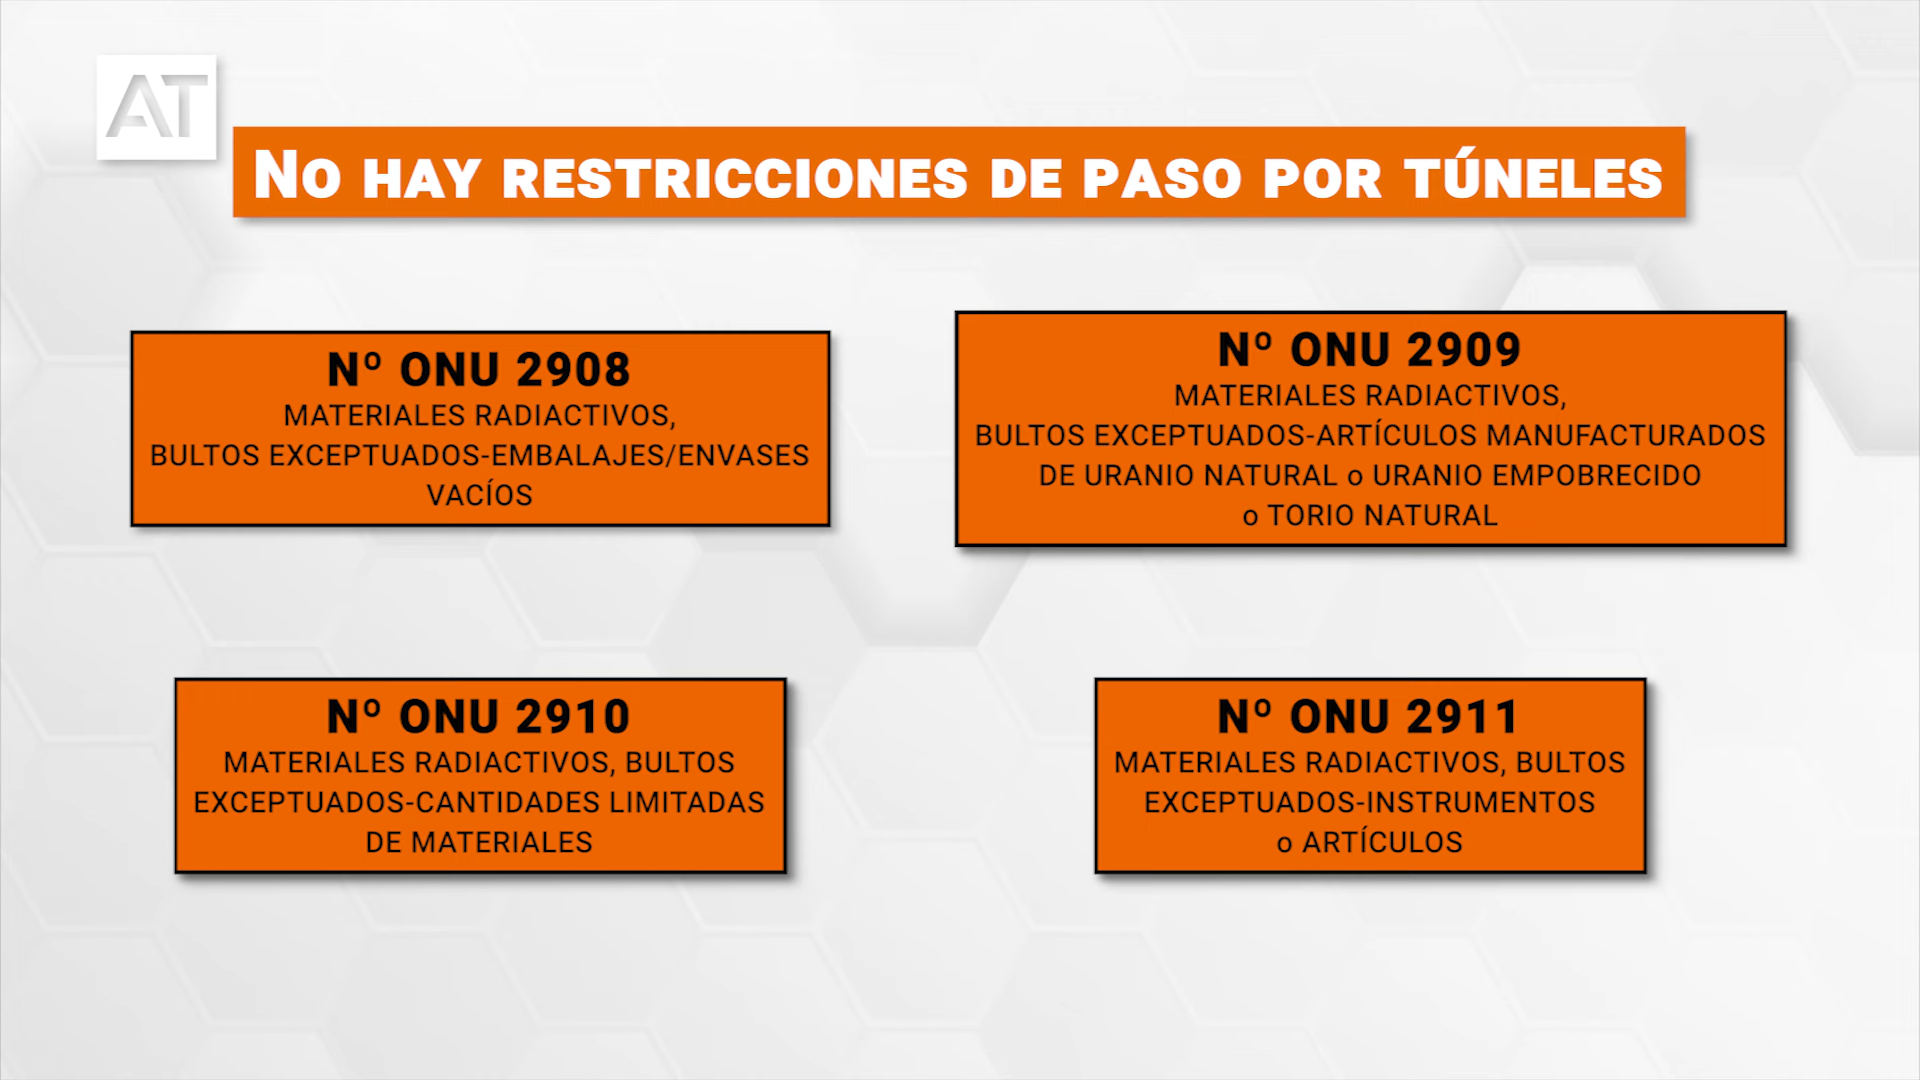 AT
NO HAY RESTRICCIONES DE PASO POR TÚNELES
Nº ONU 2908
MATERIALES RADIACTIVOS,
BULTOS EXCEPTUADOS-EMBALAJES/ENVASES
VACÍOS
Nº ONU 2909
MATERIALES RADIACTIVOS,
BULTOS EXCEPTUADOS-ARTÍCULOS MANUFACTURADOS
DE URANIO NATURAL o URANIO EMPOBRECIDO
o TORIO NATURAL
Nº ONU 2910
MATERIALES RADIACTIVOS, BULTOS
EXCEPTUADOS-CANTIDADES LIMITADAS
DE MATERIALES
Nº ONU 2911
MATERIALES RADIACTIVOS, BULTOS
EXCEPTUADOS-INSTRUMENTOS
o ARTÍCULOS